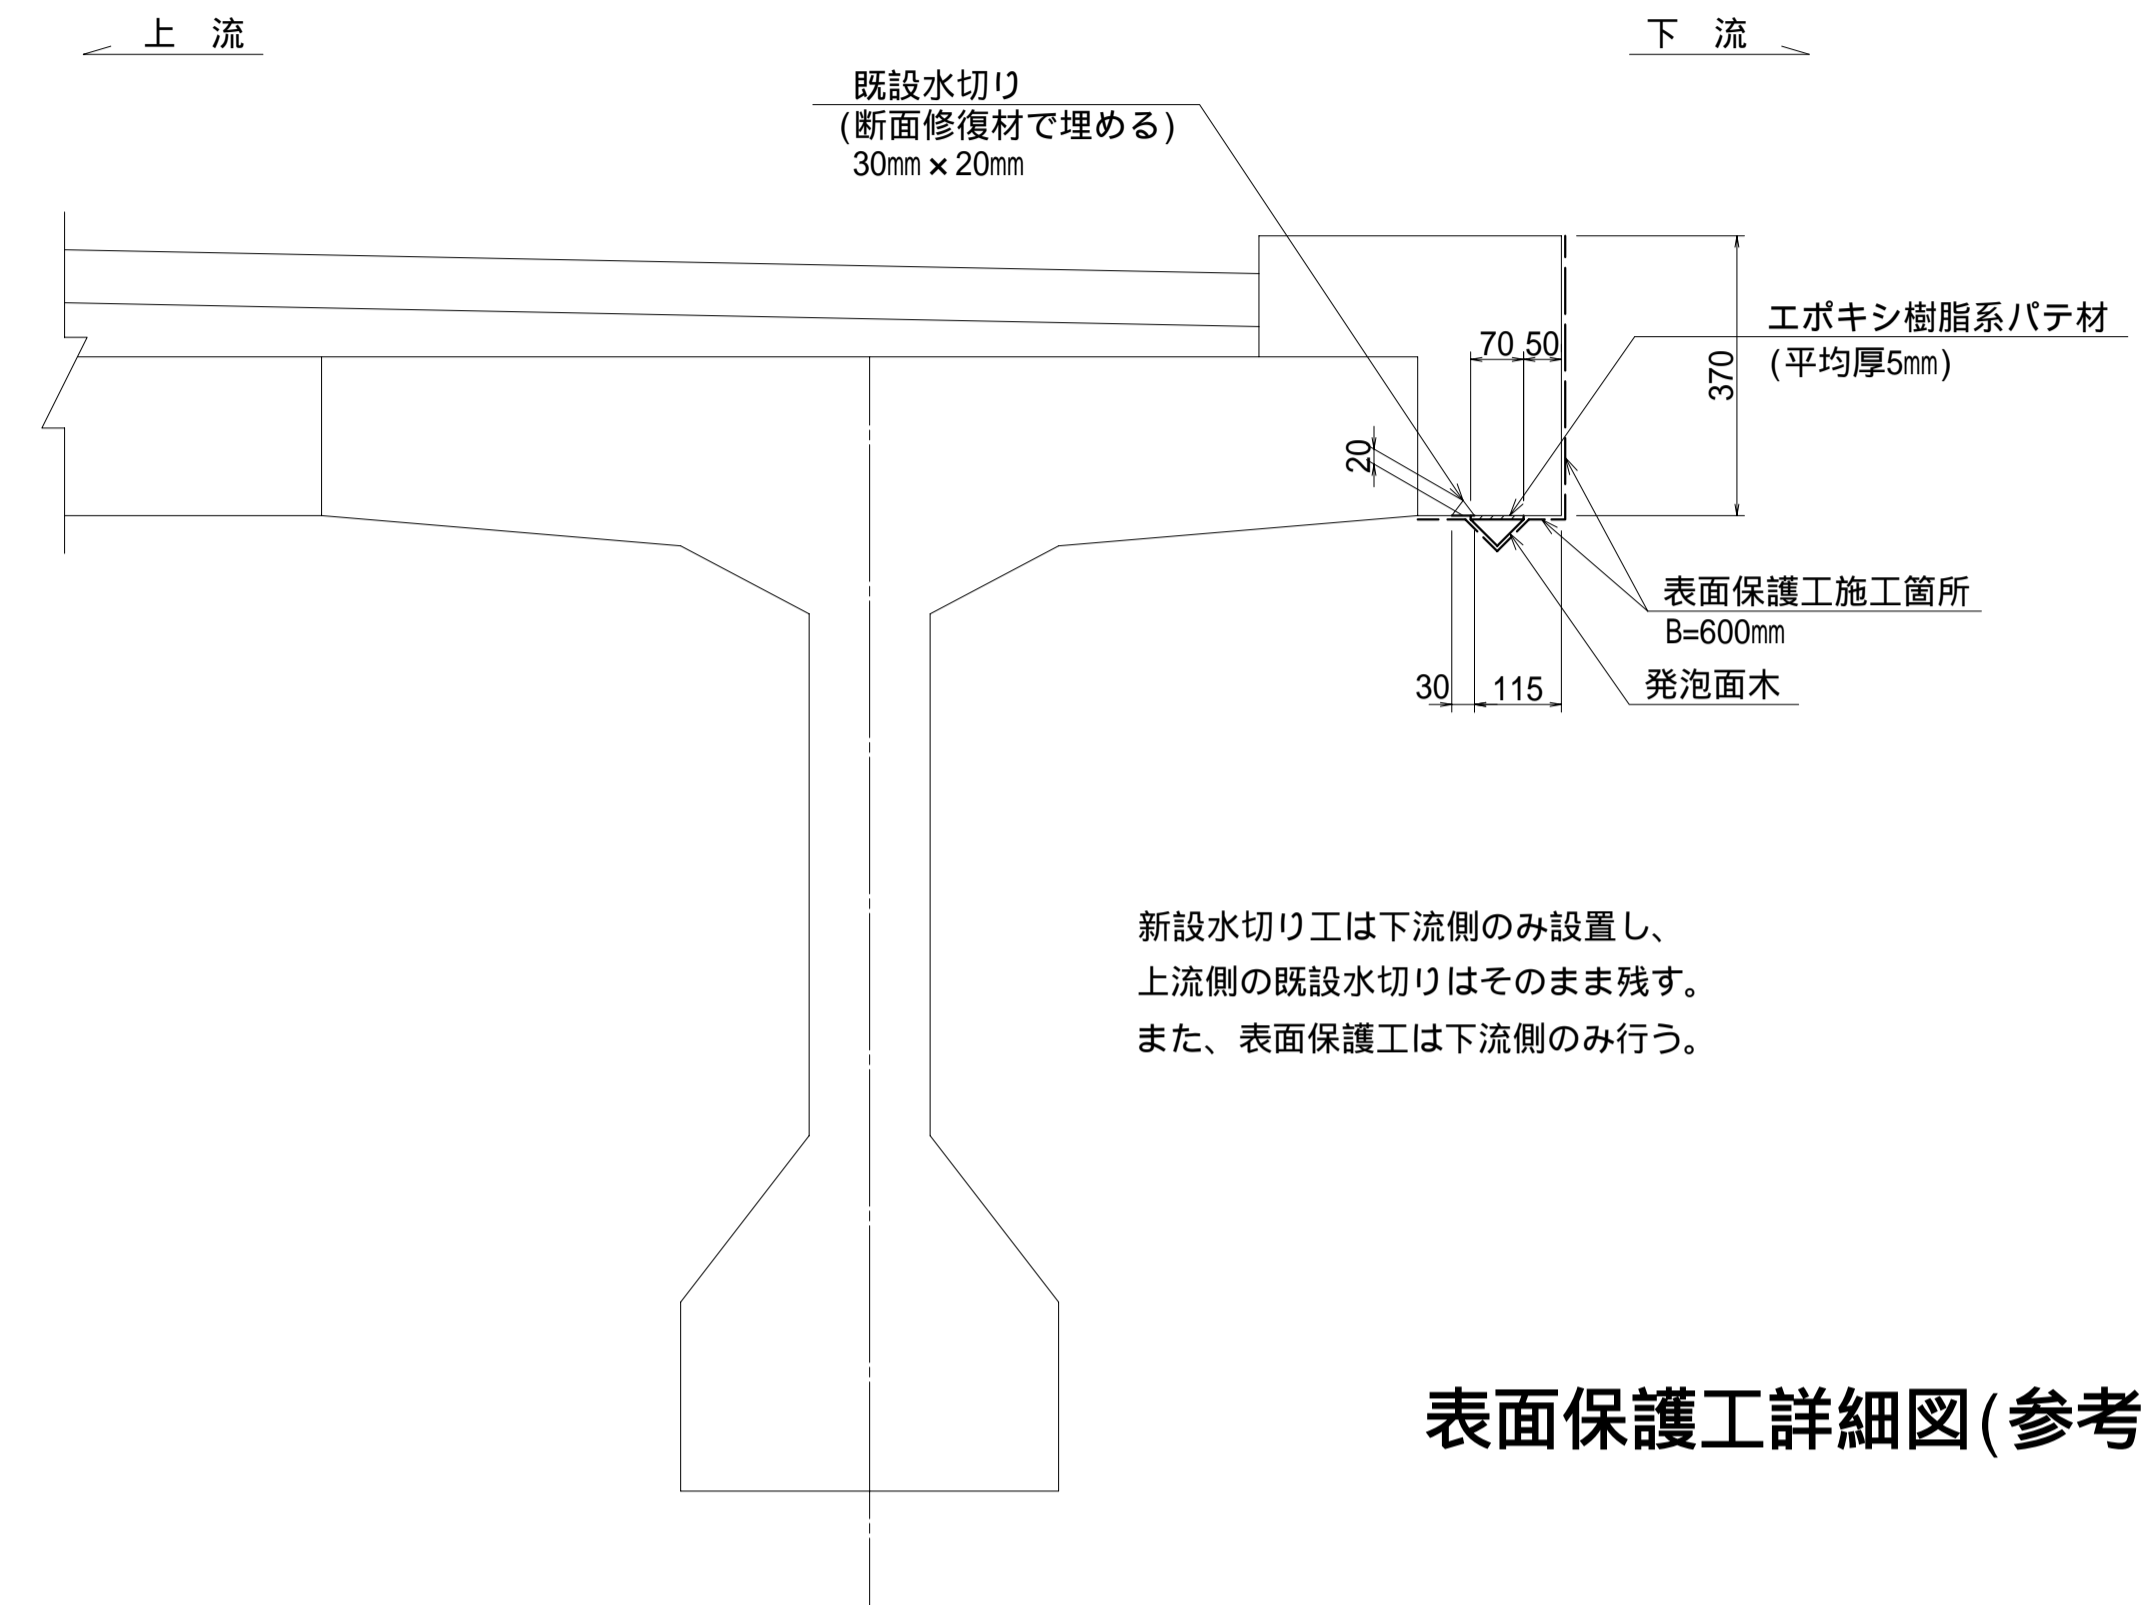 上 流
下 流
既設水切り
(断面修復材で埋める)
30mm×20mm
エポキシ樹脂系パテ材
(平均厚5mm)
70
50
370
20
表面保護工施工箇所
B=600mm
発泡面木
30
115
新設水切り工は下流側のみ設置し、
上流側の既設水切りはそのまま残す。
また、表面保護工は下流側のみ行う。
表面保護工詳細図(参考